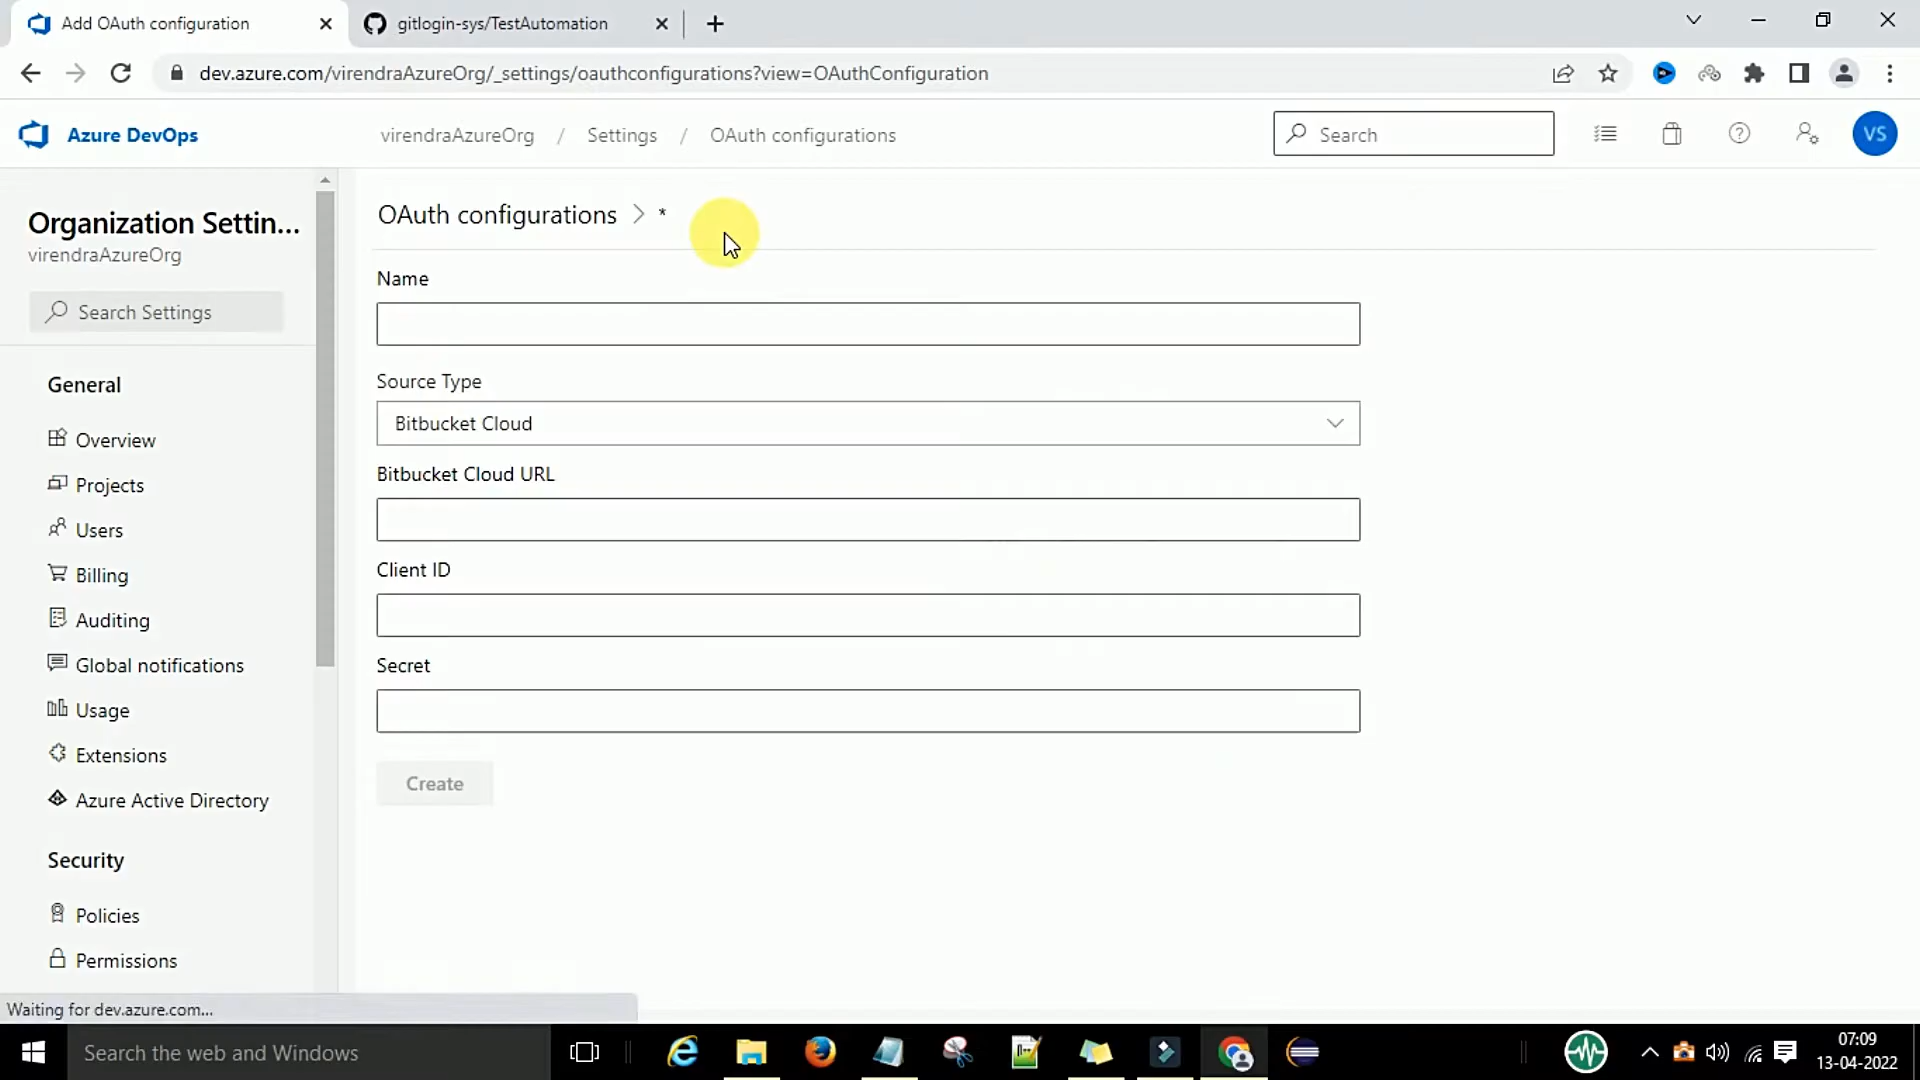 Add OAuth configuration
gitlogin-sys/TestAutomation
dev.azure.com/virendraAzureOrg/_settings/oauthconfigurations?view=OAuthConfiguration
Azure DevOps
virendraAzureOrg / Settings / OAuth configurations
Search
VS
Organization Settin...
virendraAzureOrg
Search Settings
General
Overview
Projects
Users
Billing
Auditing
Global notifications
Usage
Extensions
Azure Active Directory
Security
Policies
Permissions
OAuth configurations > *
Name
Source Type
Bitbucket Cloud
Bitbucket Cloud URL
Client ID
Secret
Create
Waiting for dev.azure.com...
Search the web and Windows
07:09
13-04-2022